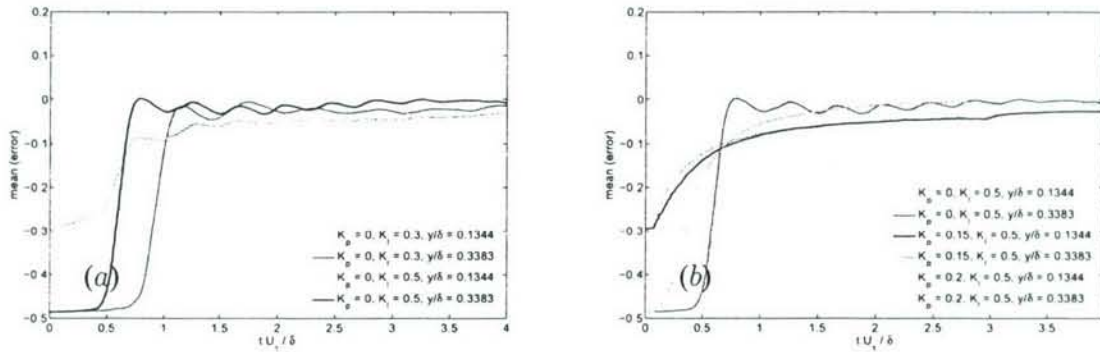 0.2
0.1
0
−0.1
−0.2
−0.3
−0.4
−0.5
mean (error)
(a)
K_p = 0, K_I = 0.3, y/δ = 0.1344
K_p = 0, K_I = 0.3, y/δ = 0.3383
K_p = 0, K_I = 0.5, y/δ = 0.1344
K_p = 0, K_I = 0.5, y/δ = 0.3383
0 0.5 1 1.5 2 2.5 3 3.5 4
t U_τ / δ
0.2
0.1
0
−0.1
−0.2
−0.3
−0.4
−0.5
mean (error)
(b)
K_p = 0, K_I = 0.5, y/δ = 0.1344
K_p = 0, K_I = 0.5, y/δ = 0.3383
K_p = 0.15, K_I = 0.5, y/δ = 0.1344
K_p = 0.15, K_I = 0.5, y/δ = 0.3383
K_p = 0.2, K_I = 0.5, y/δ = 0.1344
K_p = 0.2, K_I = 0.5, y/δ = 0.3383
0 0.5 1 1.5 2 2.5 3 3.5
t U_τ / δ